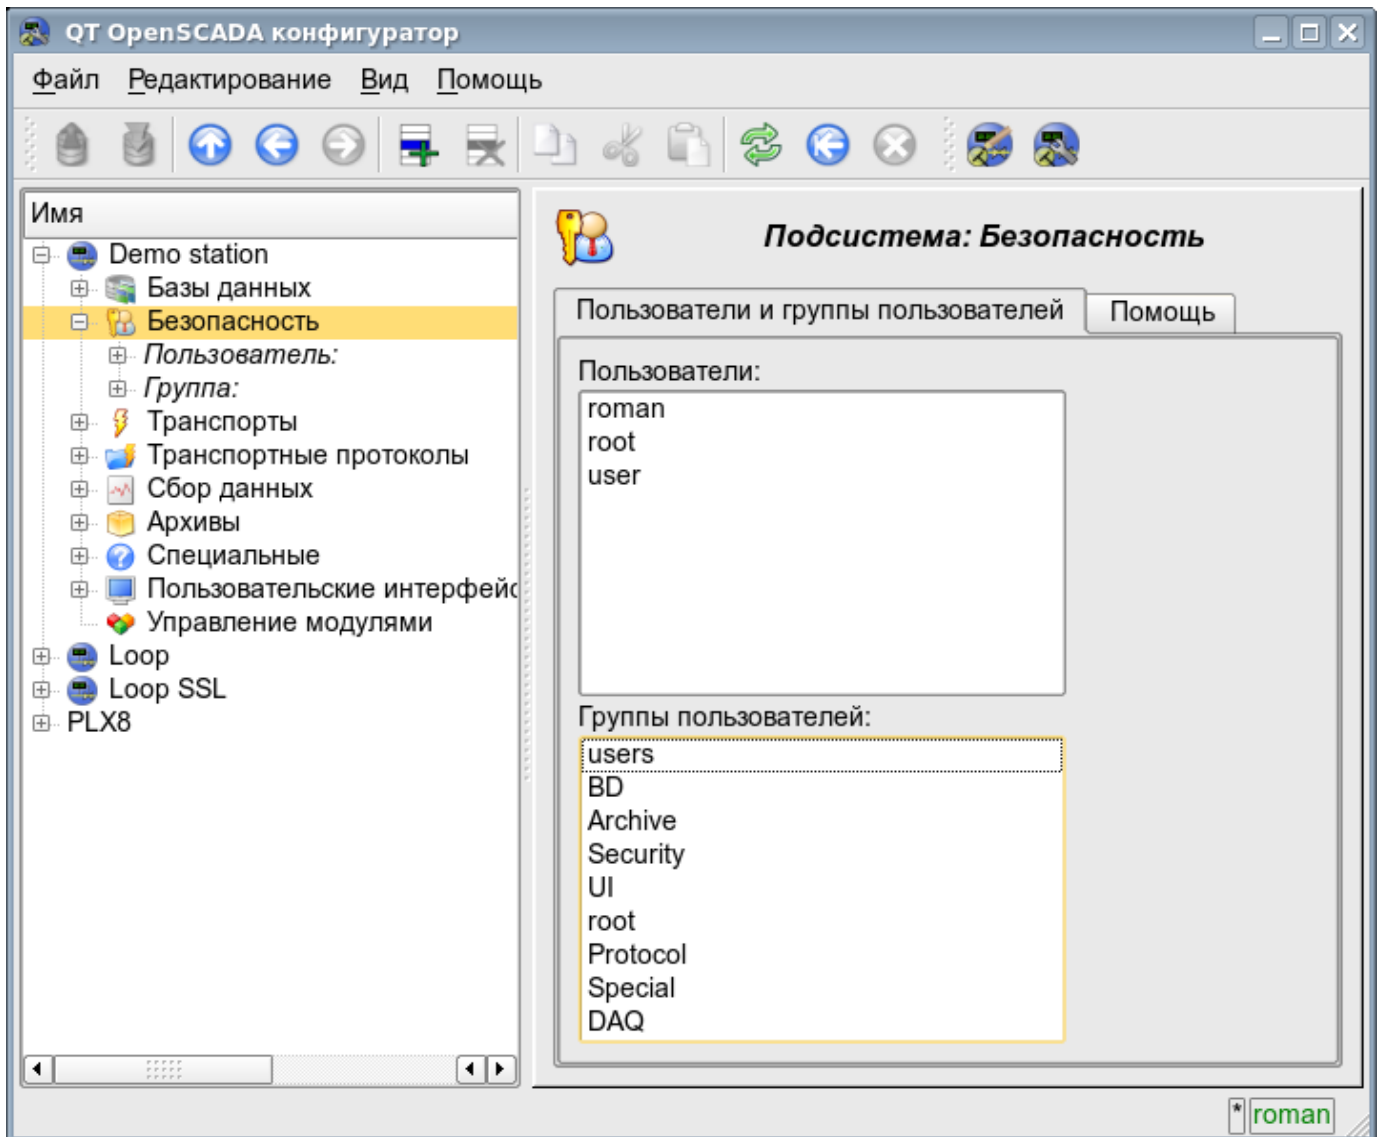 QT OpenSCADA конфигуратор
Файл Редактирование Вид Помощь
Имя
Demo station
Базы данных
Безопасность
Пользователь:
Группа:
Транспорты
Транспортные протоколы
Сбор данных
Архивы
Специальные
Пользовательские интерфейс
Управление модулями
Loop
Loop SSL
PLX8
Подсистема: Безопасность
Пользователи и группы пользователей Помощь
Пользователи:
roman
root
user
Группы пользователей:
users
BD
Archive
Security
UI
root
Protocol
Special
DAQ
* roman